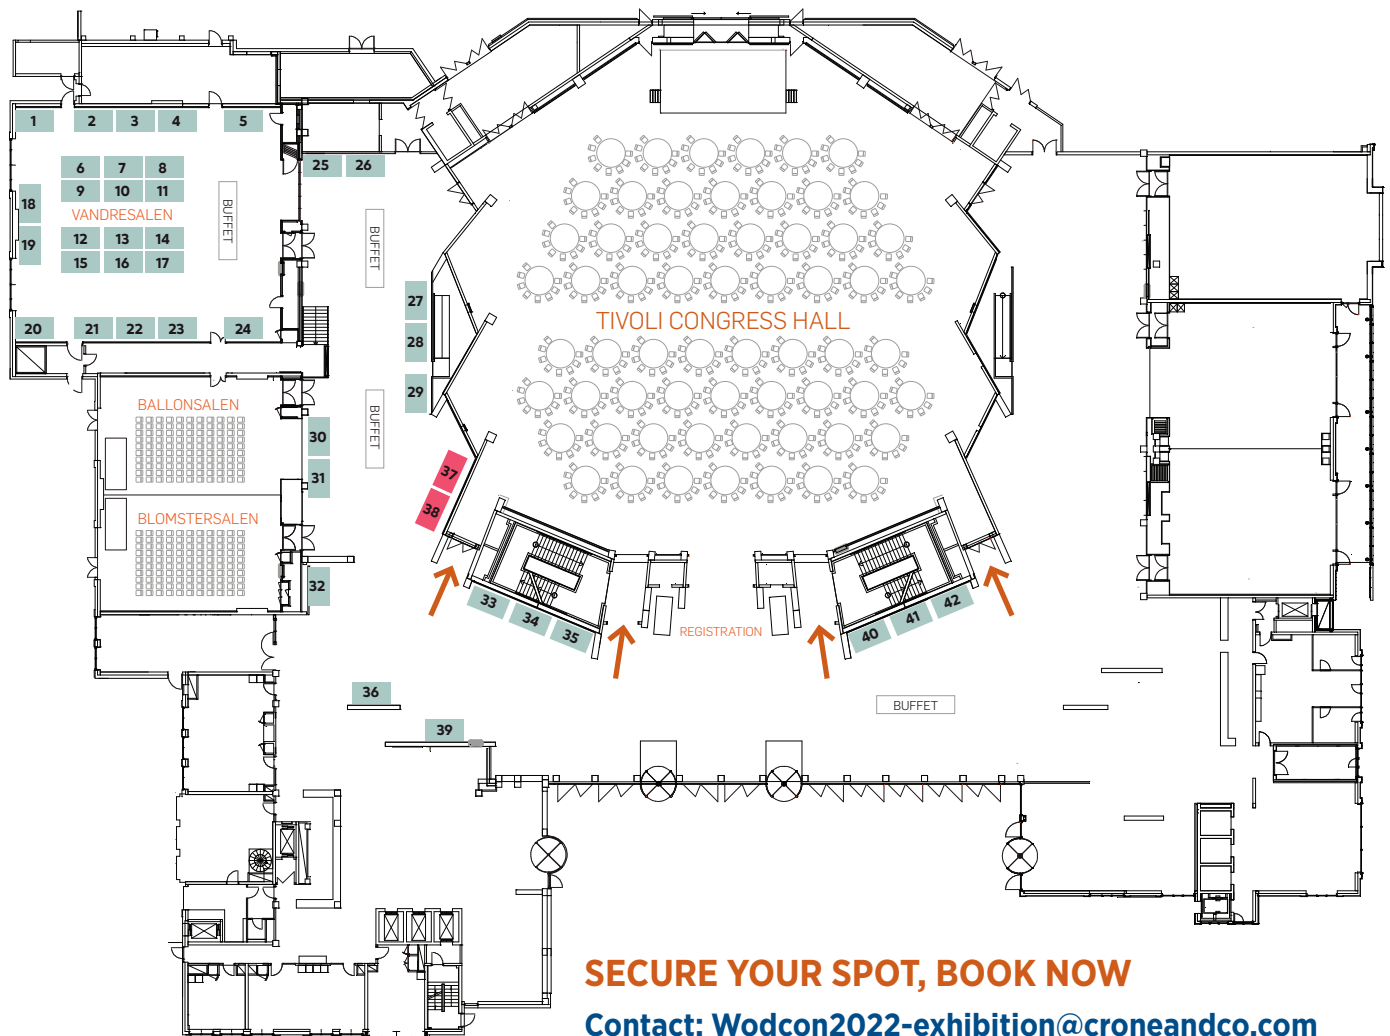 1 2 3 4 5
25 26
6 7 8
9 10 11
18
VANDRESALEN
BUFFET
19
12 13 14
15 16 17
BUFFET
27
TIVOLI CONGRESS HALL
20 21 22 23 24
28
29
BALLONSALEN
BUFFET
30
31
37
38
BLOMSTERSALEN
32
33 34 35
REGISTRATION
40 41 42
36
BUFFET
39
SECURE YOUR SPOT, BOOK NOW
Contact: Wodcon2022-exhibition@croneandco.com